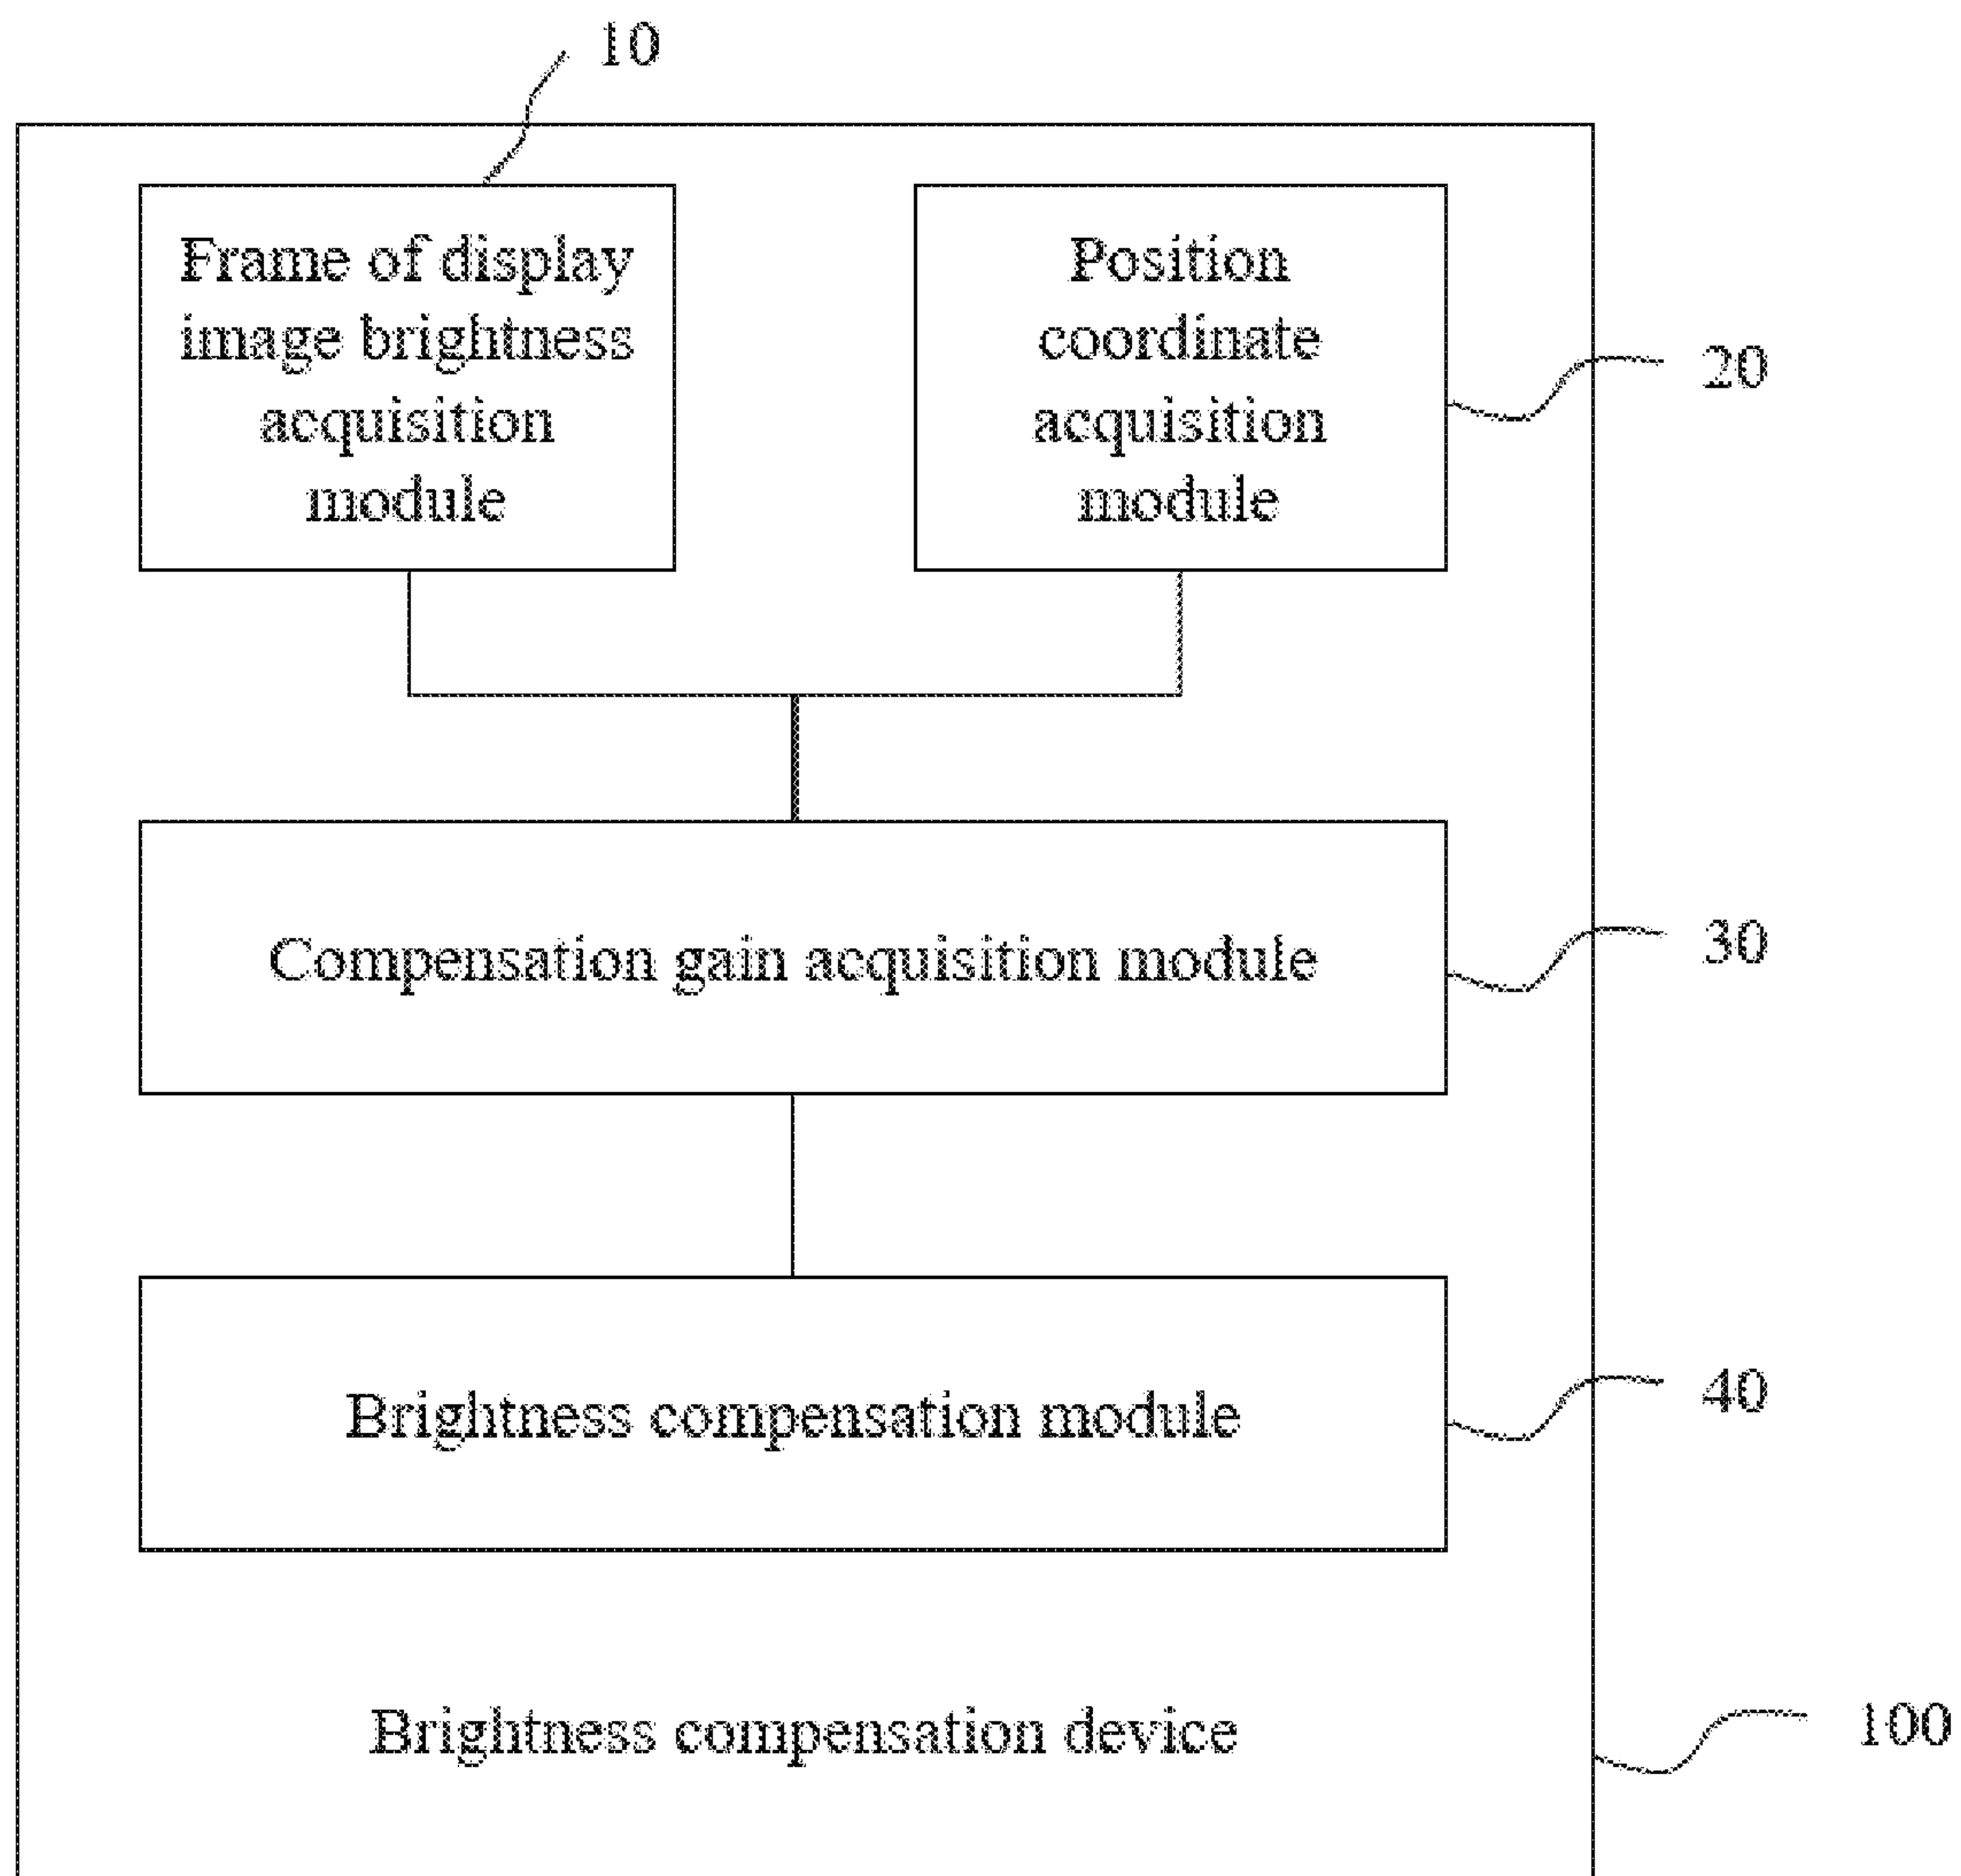 10
Frame of display
image brightness
acquisition
module
Position
coordinate
acquisition
module
20
Compensation gain acquisition module
30
Brightness compensation module
40
Brightness compensation device
100